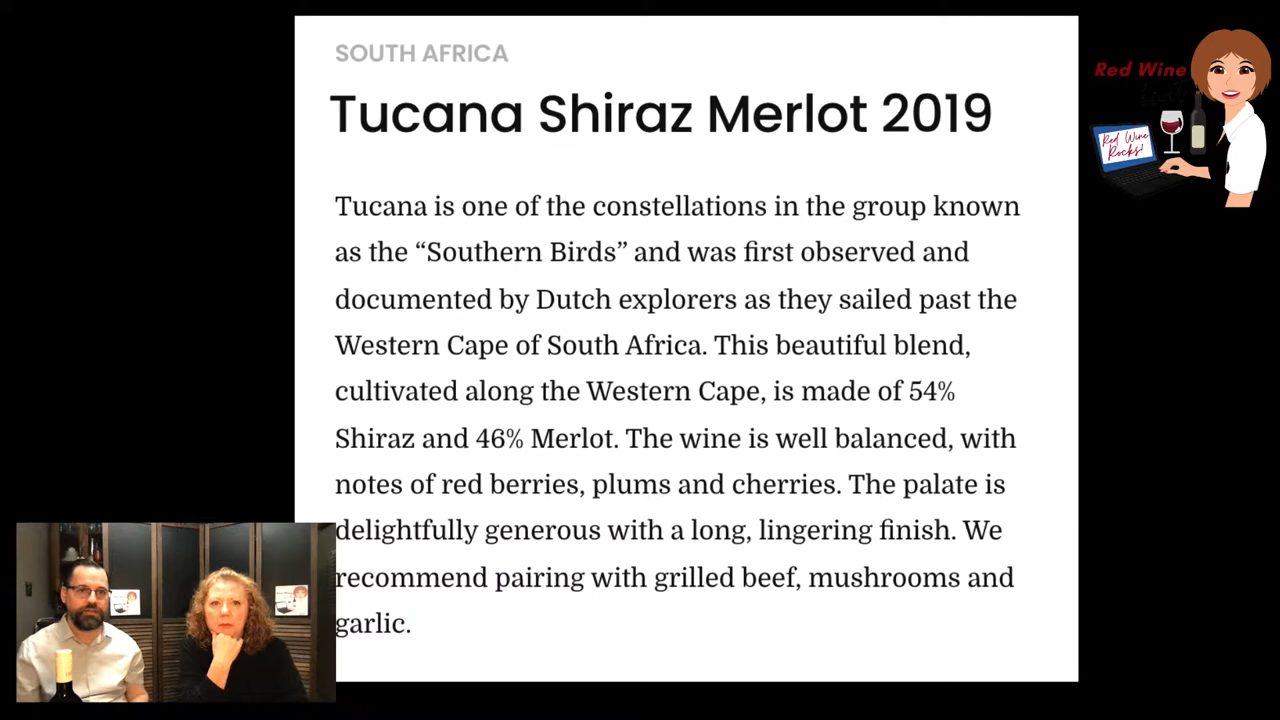 SOUTH AFRICA
Tucana Shiraz Merlot 2019
Tucana is one of the constellations in the group known
as the “Southern Birds” and was first observed and
documented by Dutch explorers as they sailed past the
Western Cape of South Africa. This beautiful blend,
cultivated along the Western Cape, is made of 54%
Shiraz and 46% Merlot. The wine is well balanced, with
notes of red berries, plums and cherries. The palate is
delightfully generous with a long, lingering finish. We
recommend pairing with grilled beef, mushrooms and
garlic.
Red Wine
Red Wine
Rocks!